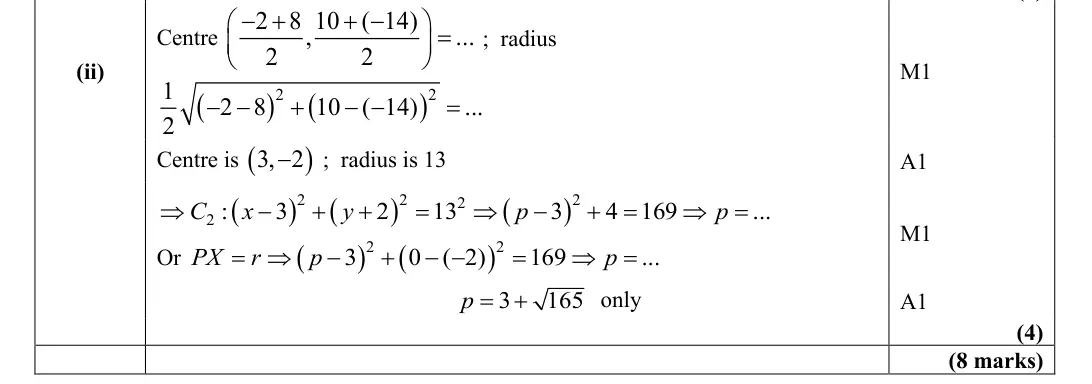 Centre (−2+8/2, 10+(−14)/2) = ... ; radius
(ii)
M1
1/2 √((−2−8)² + (10−(−14))²) = ...
Centre is (3,−2) ; radius is 13
A1
⇒ C₂ : (x−3)² + (y+2)² = 13² ⇒ (p−3)² + 4 = 169 ⇒ p = ...
M1
Or PX = r ⇒ (p−3)² + (0−(−2))² = 169 ⇒ p = ...
p = 3+√165 only
A1
(4)
(8 marks)